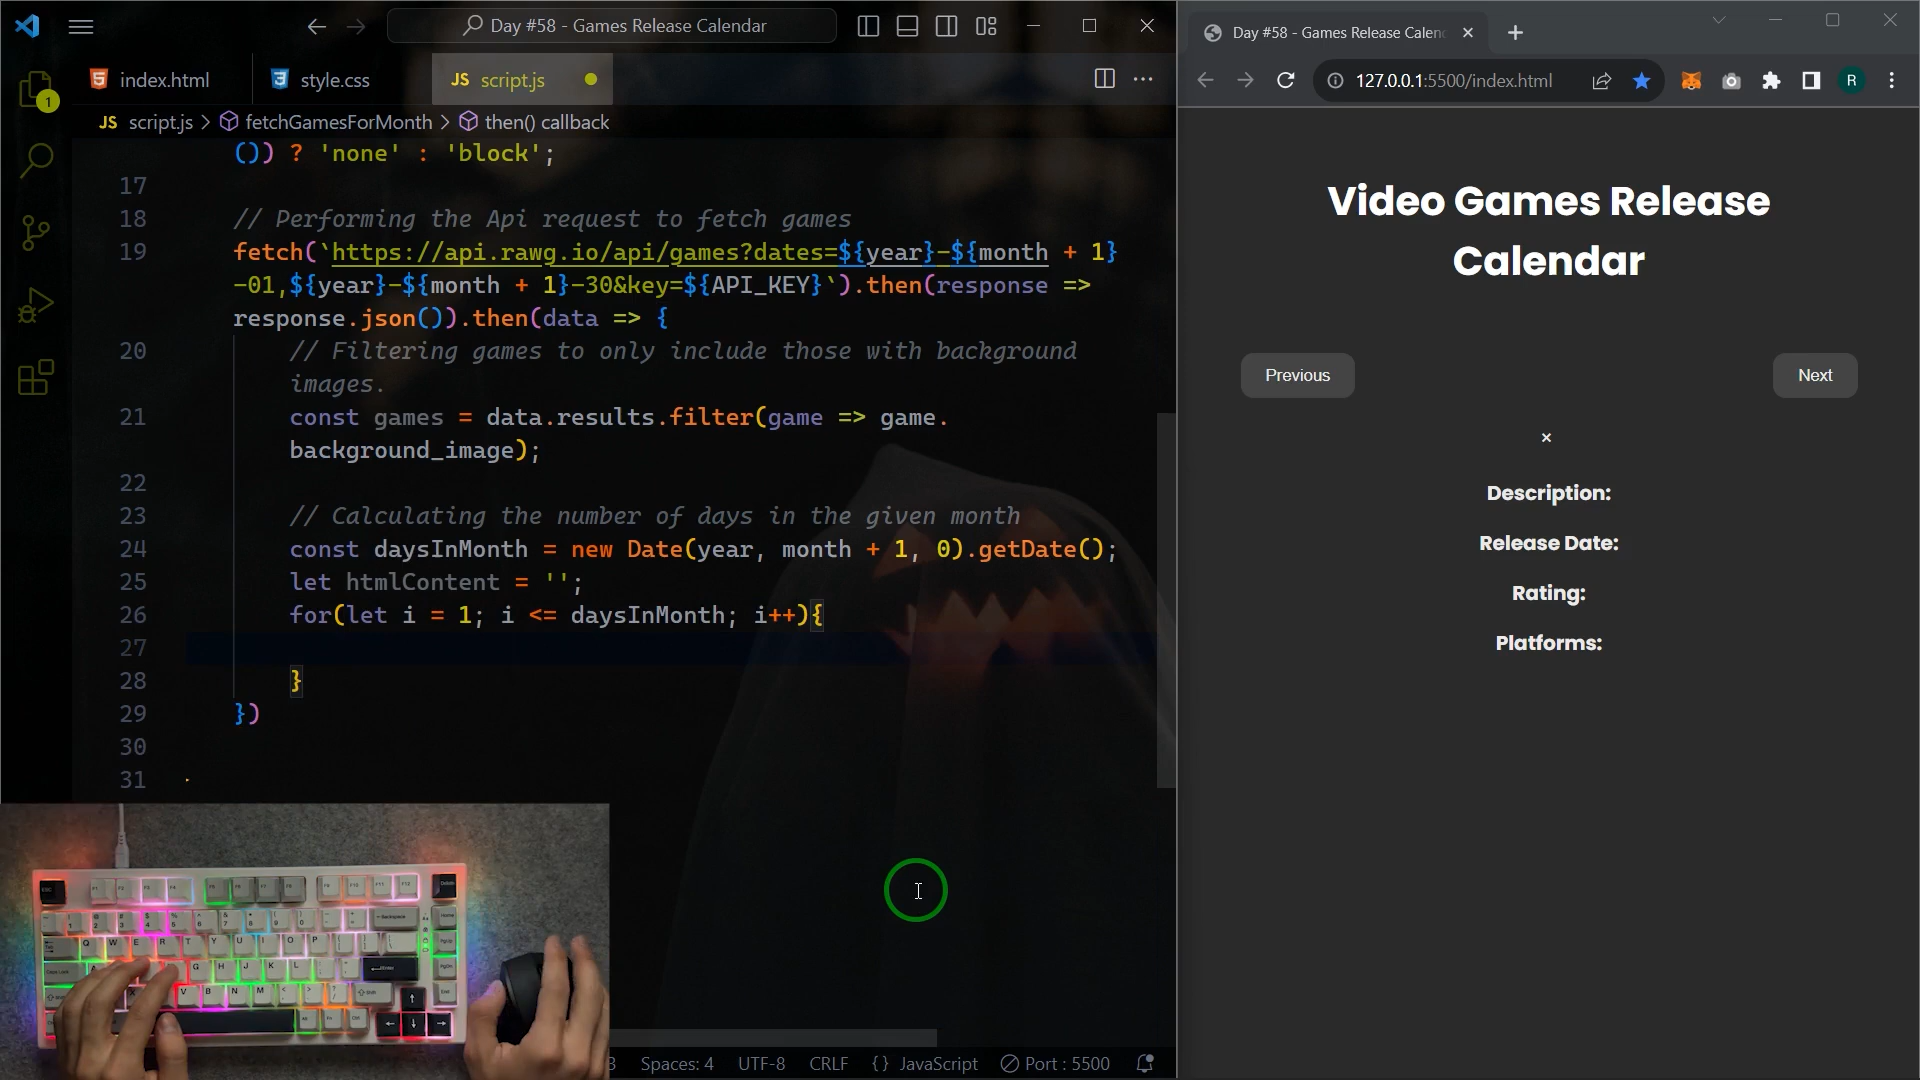 Day #58 - Games Release Calendar
index.html
style.css
JS script.js
JS script.js > fetchGamesForMonth > then() callback
()) ? 'none' : 'block';
17
18 // Performing the Api request to fetch games
19 fetch(`https://api.rawg.io/api/games?dates=${year}-${month + 1}
-01,${year}-${month + 1}-30&key=${API_KEY}`).then(response =>
response.json()).then(data => {
20 // Filtering games to only include those with background
images.
21 const games = data.results.filter(game => game.
background_image);
22
23 // Calculating the number of days in the given month
24 const daysInMonth = new Date(year, month + 1, 0).getDate();
25 let htmlContent = '';
26 for(let i = 1; i <= daysInMonth; i++){
27
28 }
29 })
30
31
1
Spaces: 4 UTF-8 CRLF {} JavaScript Port : 5500
Day #58 - Games Release Calen
127.0.0.1:5500/index.html
R
Video Games Release
Calendar
Previous
Next
×
Description:
Release Date:
Rating:
Platforms: